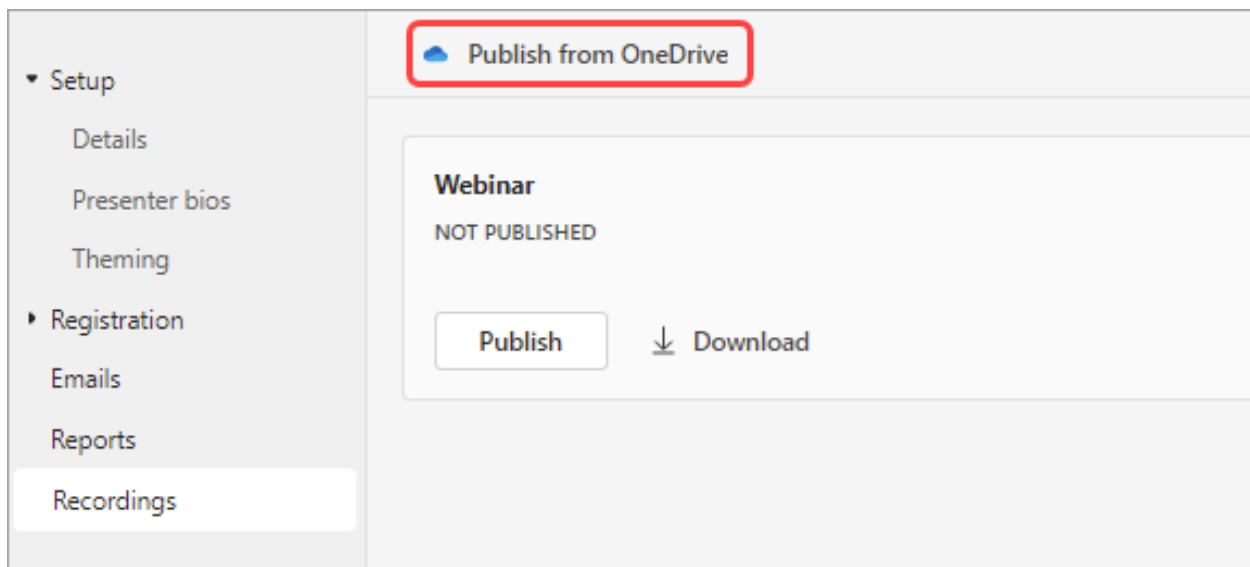 Setup
Details
Presenter bios
Theming
Registration
Emails
Reports
Recordings
Publish from OneDrive
Webinar
NOT PUBLISHED
Publish
Download